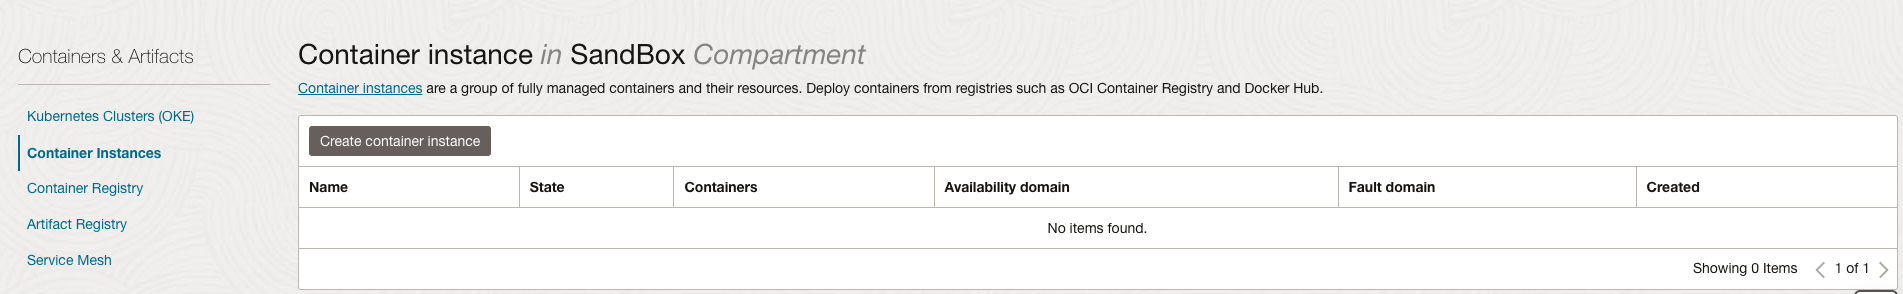 Containers & Artifacts
Kubernetes Clusters (OKE)
Container Instances
Container Registry
Artifact Registry
Service Mesh
Container instance in SandBox Compartment
Container instances are a group of fully managed containers and their resources. Deploy containers from registries such as OCI Container Registry and Docker Hub.
Create container instance
Name State Containers Availability domain Fault domain Created
No items found.
Showing 0 Items 1 of 1